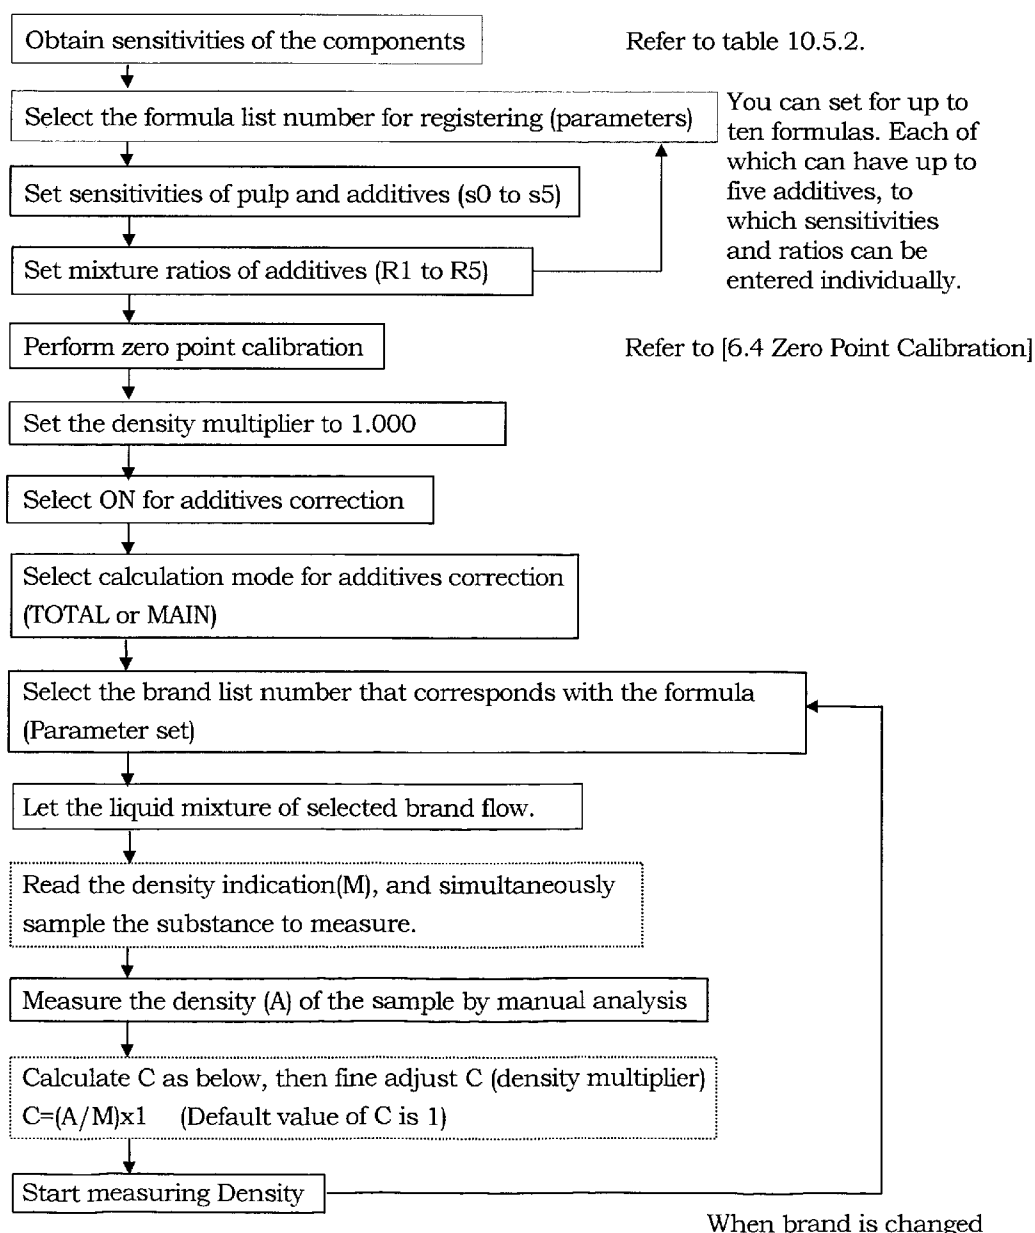 Obtain sensitivities of the components
Refer to table 10.5.2.
Select the formula list number for registering (parameters)
You can set for up to
ten formulas. Each of
which can have up to
five additives, to
which sensitivities
and ratios can be
entered individually.
Set sensitivities of pulp and additives (s0 to s5)
Set mixture ratios of additives (R1 to R5)
Perform zero point calibration
Refer to [6.4 Zero Point Calibration]
Set the density multiplier to 1.000
Select ON for additives correction
Select calculation mode for additives correction
(TOTAL or MAIN)
Select the brand list number that corresponds with the formula
(Parameter set)
Let the liquid mixture of selected brand flow.
Read the density indication(M), and simultaneously
sample the substance to measure.
Measure the density (A) of the sample by manual analysis
Calculate C as below, then fine adjust C (density multiplier)
C=(A/M)x1 (Default value of C is 1)
Start measuring Density
When brand is changed